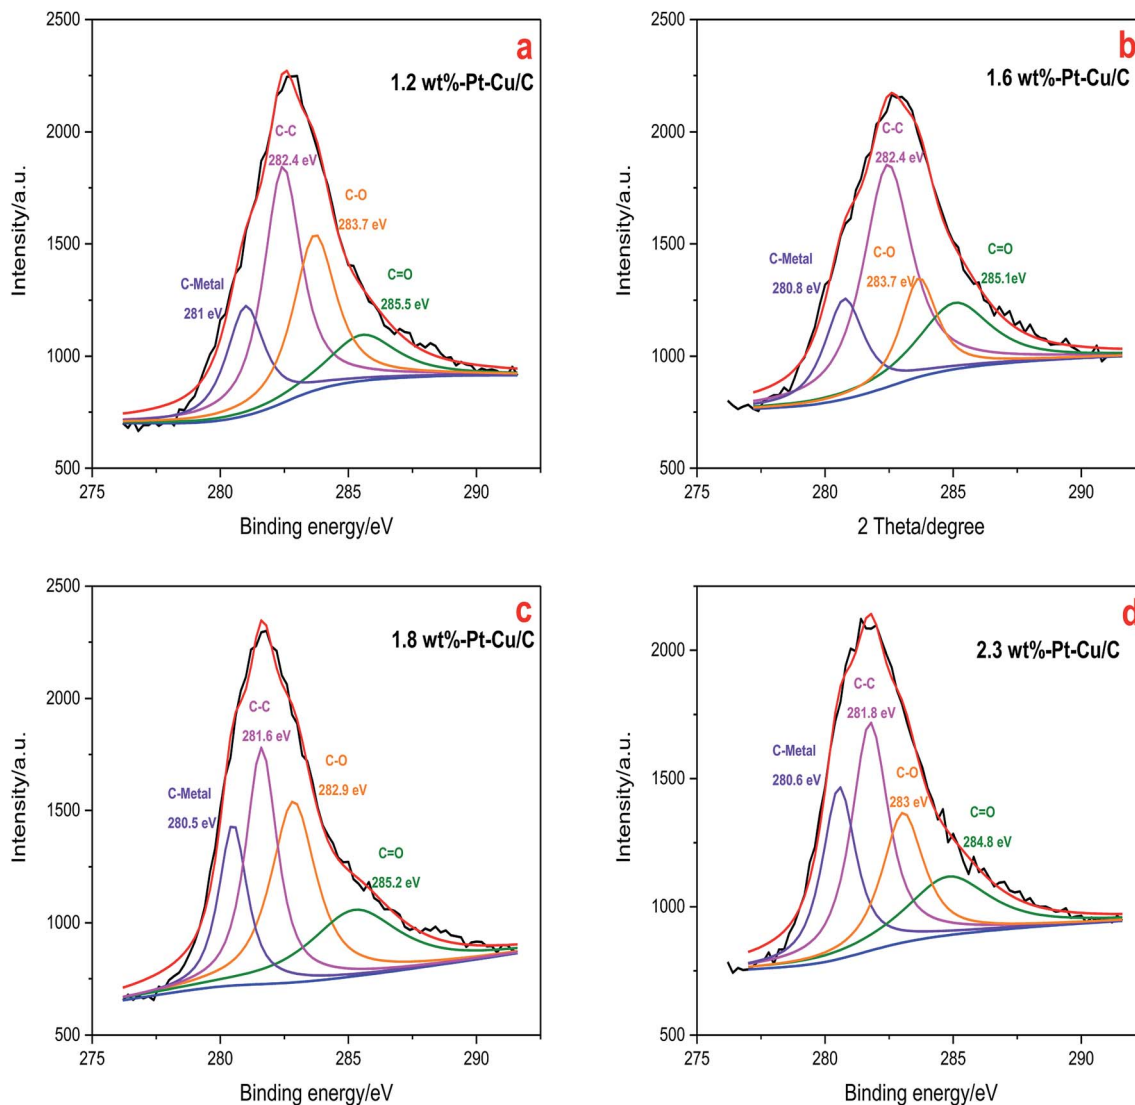 a
1.2 wt%-Pt-Cu/C
C-C
282.4 eV
C-O
283.7 eV
C-Metal
281 eV
C=O
285.5 eV
2500
2000
1500
1000
500
Intensity/a.u.
275
280
285
290
Binding energy/eV
b
1.6 wt%-Pt-Cu/C
C-C
282.4 eV
C-Metal
280.8 eV
C-O
283.7 eV
C=O
285.1eV
2500
2000
1500
1000
500
Intensity/a.u.
275
280
285
290
2 Theta/degree
c
1.8 wt%-Pt-Cu/C
C-C
281.6 eV
C-O
282.9 eV
C-Metal
280.5 eV
C=O
285.2 eV
2500
2000
1500
1000
500
Intensity/a.u.
275
280
285
290
Binding energy/eV
d
2.3 wt%-Pt-Cu/C
C-C
281.8 eV
C-Metal
280.6 eV
C-O
283 eV
C=O
284.8 eV
2000
1500
1000
500
Intensity/a.u.
275
280
285
290
Binding energy/eV